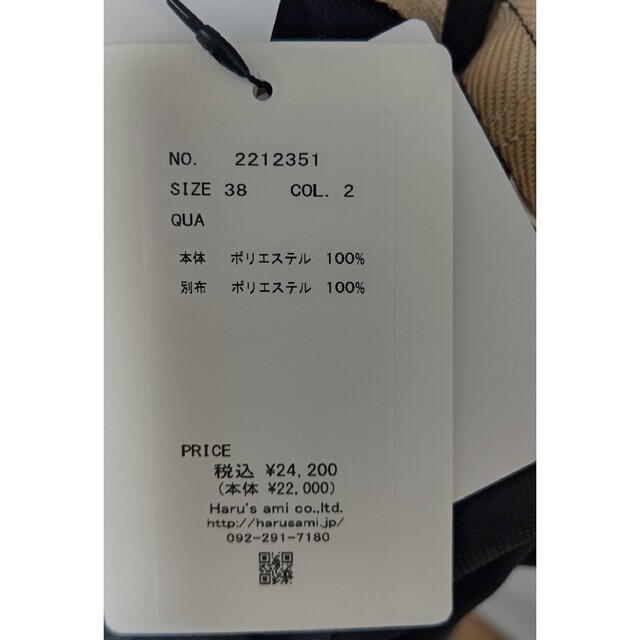 NO. 2212351
SIZE 38 COL. 2
QUA
本体 ポリエステル 100%
別布 ポリエステル 100%
PRICE
税込 ¥24,200
(本体 ¥22,000)
Haru's ami co.,ltd.
http://harusami.jp/
092-291-7180